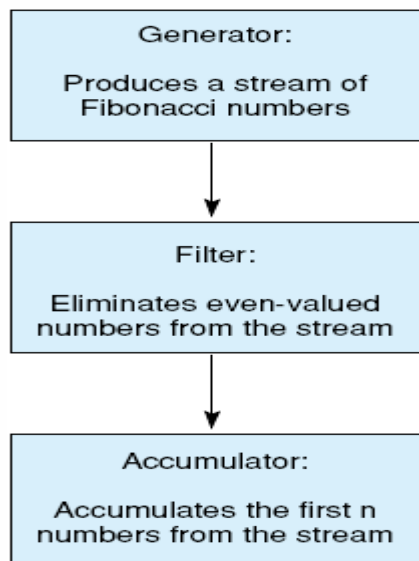 Generator:
Produces a stream of
Fibonacci numbers
Filter:
Eliminates even-valued
numbers from the stream
Accumulator:
Accumulates the first n
numbers from the stream